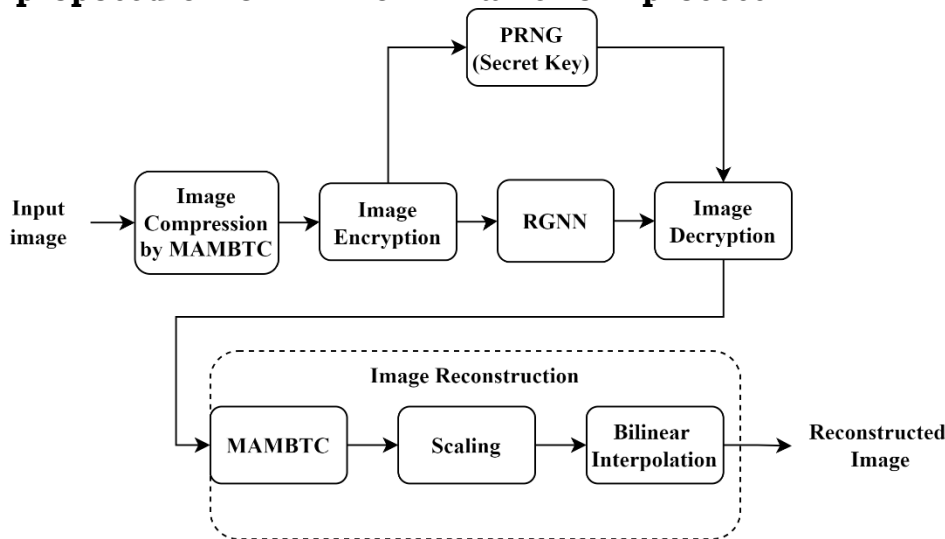 PRNG
(Secret Key)
Input
image
Image
Compression
by MAMBTC
Image
Encryption
RGNN
Image
Decryption
Image Reconstruction
MAMBTC
Scaling
Bilinear
Interpolation
Reconstructed
Image